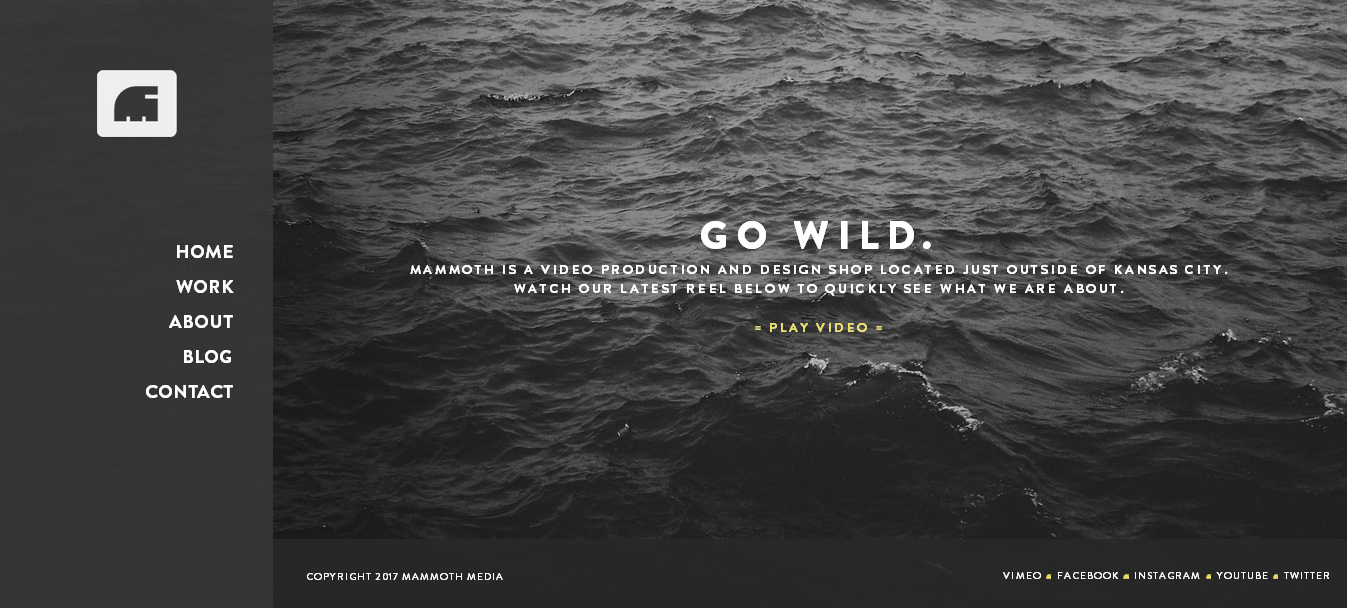 HOME
WORK
ABOUT
BLOG
CONTACT
GO WILD.
MAMMOTH IS A VIDEO PRODUCTION AND DESIGN SHOP LOCATED JUST OUTSIDE OF KANSAS CITY.
WATCH OUR LATEST REEL BELOW TO QUICKLY SEE WHAT WE ARE ABOUT.
= PLAY VIDEO =
COPYRIGHT 2017 MAMMOTH MEDIA
VIMEO FACEBOOK INSTAGRAM YOUTUBE TWITTER